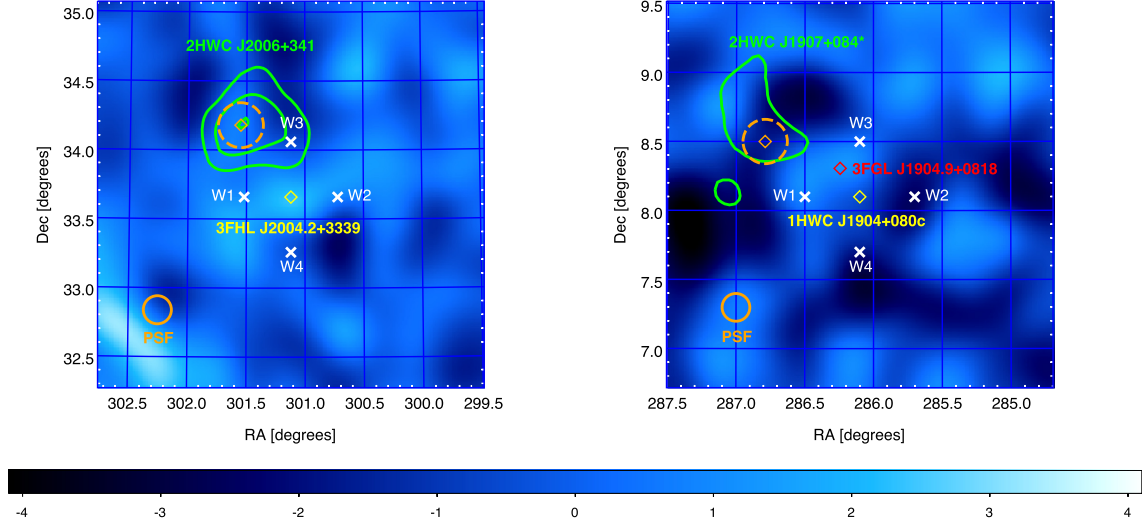 35.0
34.5
34.0
33.5
33.0
32.5
Dec [degrees]
2HWC J2006+341
W3
W1
W2
3FHL J2004.2+3339
W4
PSF
302.5 302.0 301.5 301.0 300.5 300.0 299.5
RA [degrees]
9.5
9.0
8.5
8.0
7.5
7.0
Dec [degrees]
2HWC J1907+084*
W3
3FGL J1904.9+0818
W1
W2
1HWC J1904+080c
W4
PSF
287.5 287.0 286.5 286.0 285.5 285.0
RA [degrees]
-4 -3 -2 -1 0 1 2 3 4